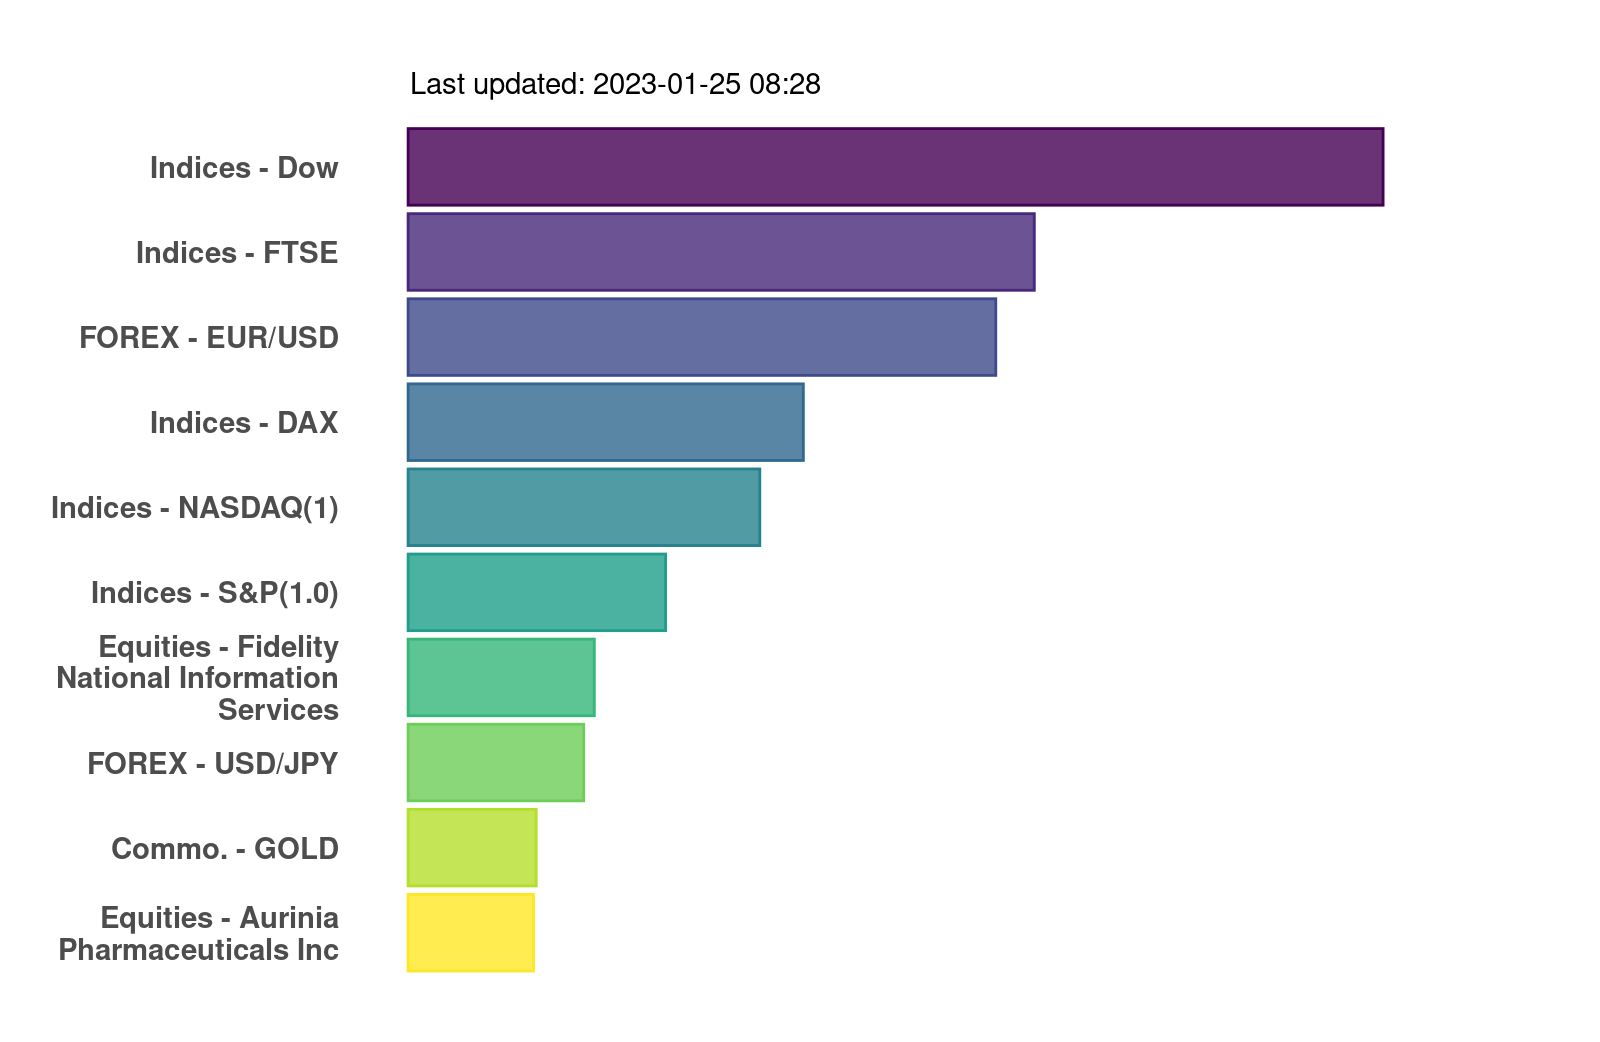 Last updated: 2023-01-25 08:28
Indices - Dow
Indices - FTSE
FOREX - EUR/USD
Indices - DAX
Indices - NASDAQ(1)
Indices - S&P(1.0)
Equities - Fidelity
National Information
Services
FOREX - USD/JPY
Commo. - GOLD
Equities - Aurinia
Pharmaceuticals Inc